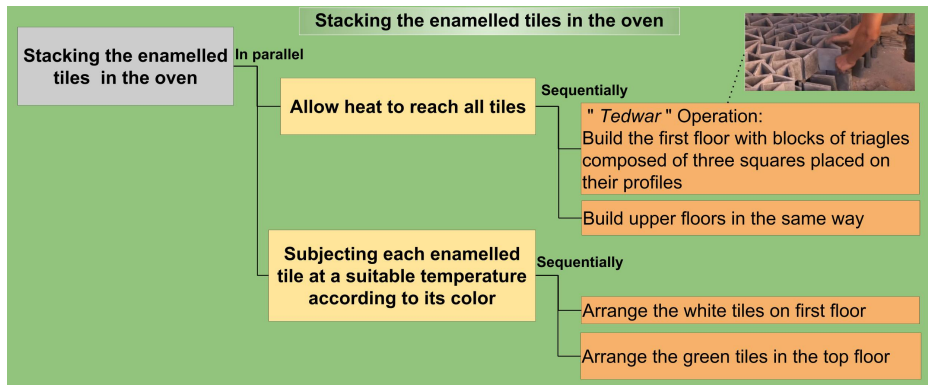 Stacking the enamelled tiles in the oven
Stacking the enamelled
tiles in the oven
In parallel
Allow heat to reach all tiles
Sequentially
" Tedwar " Operation:
Build the first floor with blocks of triagles
composed of three squares placed on
their profiles
Build upper floors in the same way
Subjecting each enamelled
tile at a suitable temperature
according to its color
Sequentially
Arrange the white tiles on first floor
Arrange the green tiles in the top floor